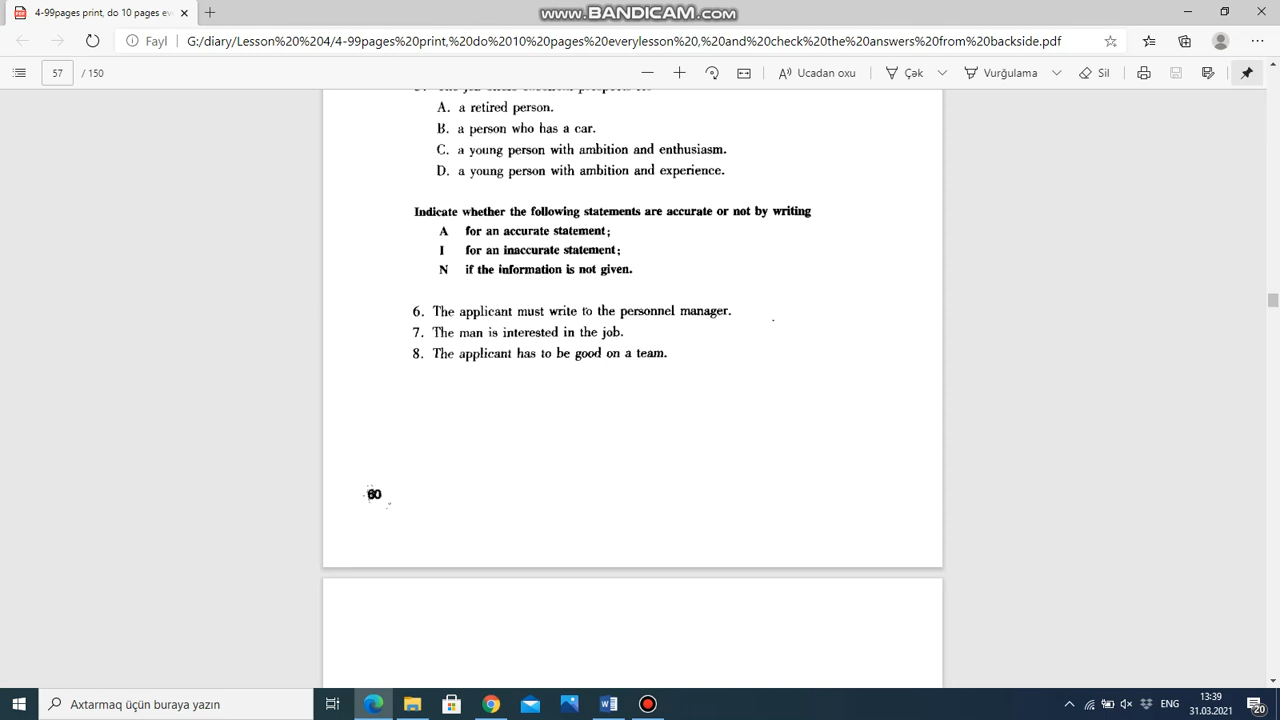 www.BANDICAM.com
4-99pages print, do 10 pages ev
Fayl
G:/diary/Lesson%20%204/4-99pages%20print,%20do%2010%20pages%20everylesson%20,%20and%20check%20the%20answers%20from%20backside.pdf
57 / 150
Ucadan oxu
Çək
Vurğulama
Sil
A. a retired person.
B. a person who has a car.
C. a young person with ambition and enthusiasm.
D. a young person with ambition and experience.
Indicate whether the following statements are accurate or not by writing
A for an accurate statement;
I for an inaccurate statement;
N if the information is not given.
6. The applicant must write to the personnel manager.
7. The man is interested in the job.
8. The applicant has to be good on a team.
60
Axtarmaq üçün buraya yazın
ENG
13:39
31.03.2021
20